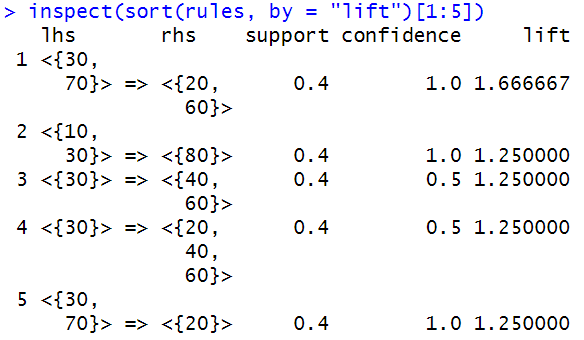 > inspect(sort(rules, by = "lift")[1:5])
lhs rhs support confidence lift
1 <{30,
70}> => <{20, 0.4 1.0 1.666667
60}>
2 <{10,
30}> => <{80}> 0.4 1.0 1.250000
3 <{30}> => <{40, 0.4 0.5 1.250000
60}>
4 <{30}> => <{20, 0.4 0.5 1.250000
40,
60}>
5 <{30,
70}> => <{20}> 0.4 1.0 1.250000